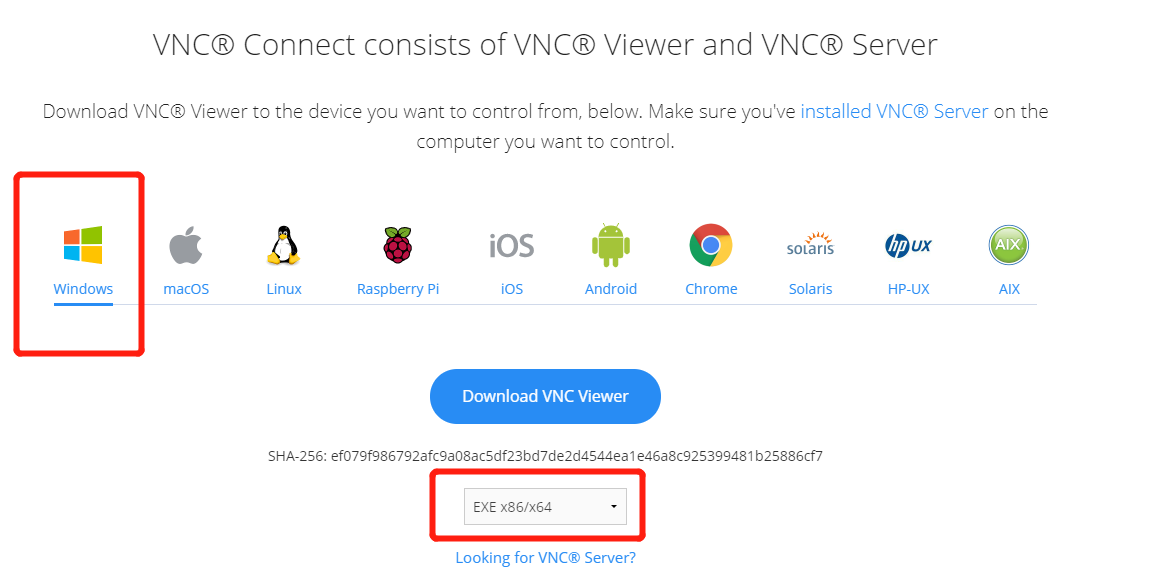 VNC® Connect consists of VNC® Viewer and VNC® Server
Download VNC® Viewer to the device you want to control from, below. Make sure you've installed VNC® Server on the
computer you want to control.
iOS
solaris
hp UX
AIX
Windows
macOS
Linux
Raspberry Pi
iOS
Android
Chrome
Solaris
HP-UX
AIX
Download VNC Viewer
SHA-256: ef079f986792afc9a08ac5df23bd7de2d4544ea1e46a8c925399481b25886cf7
EXE x86/x64
Looking for VNC® Server?